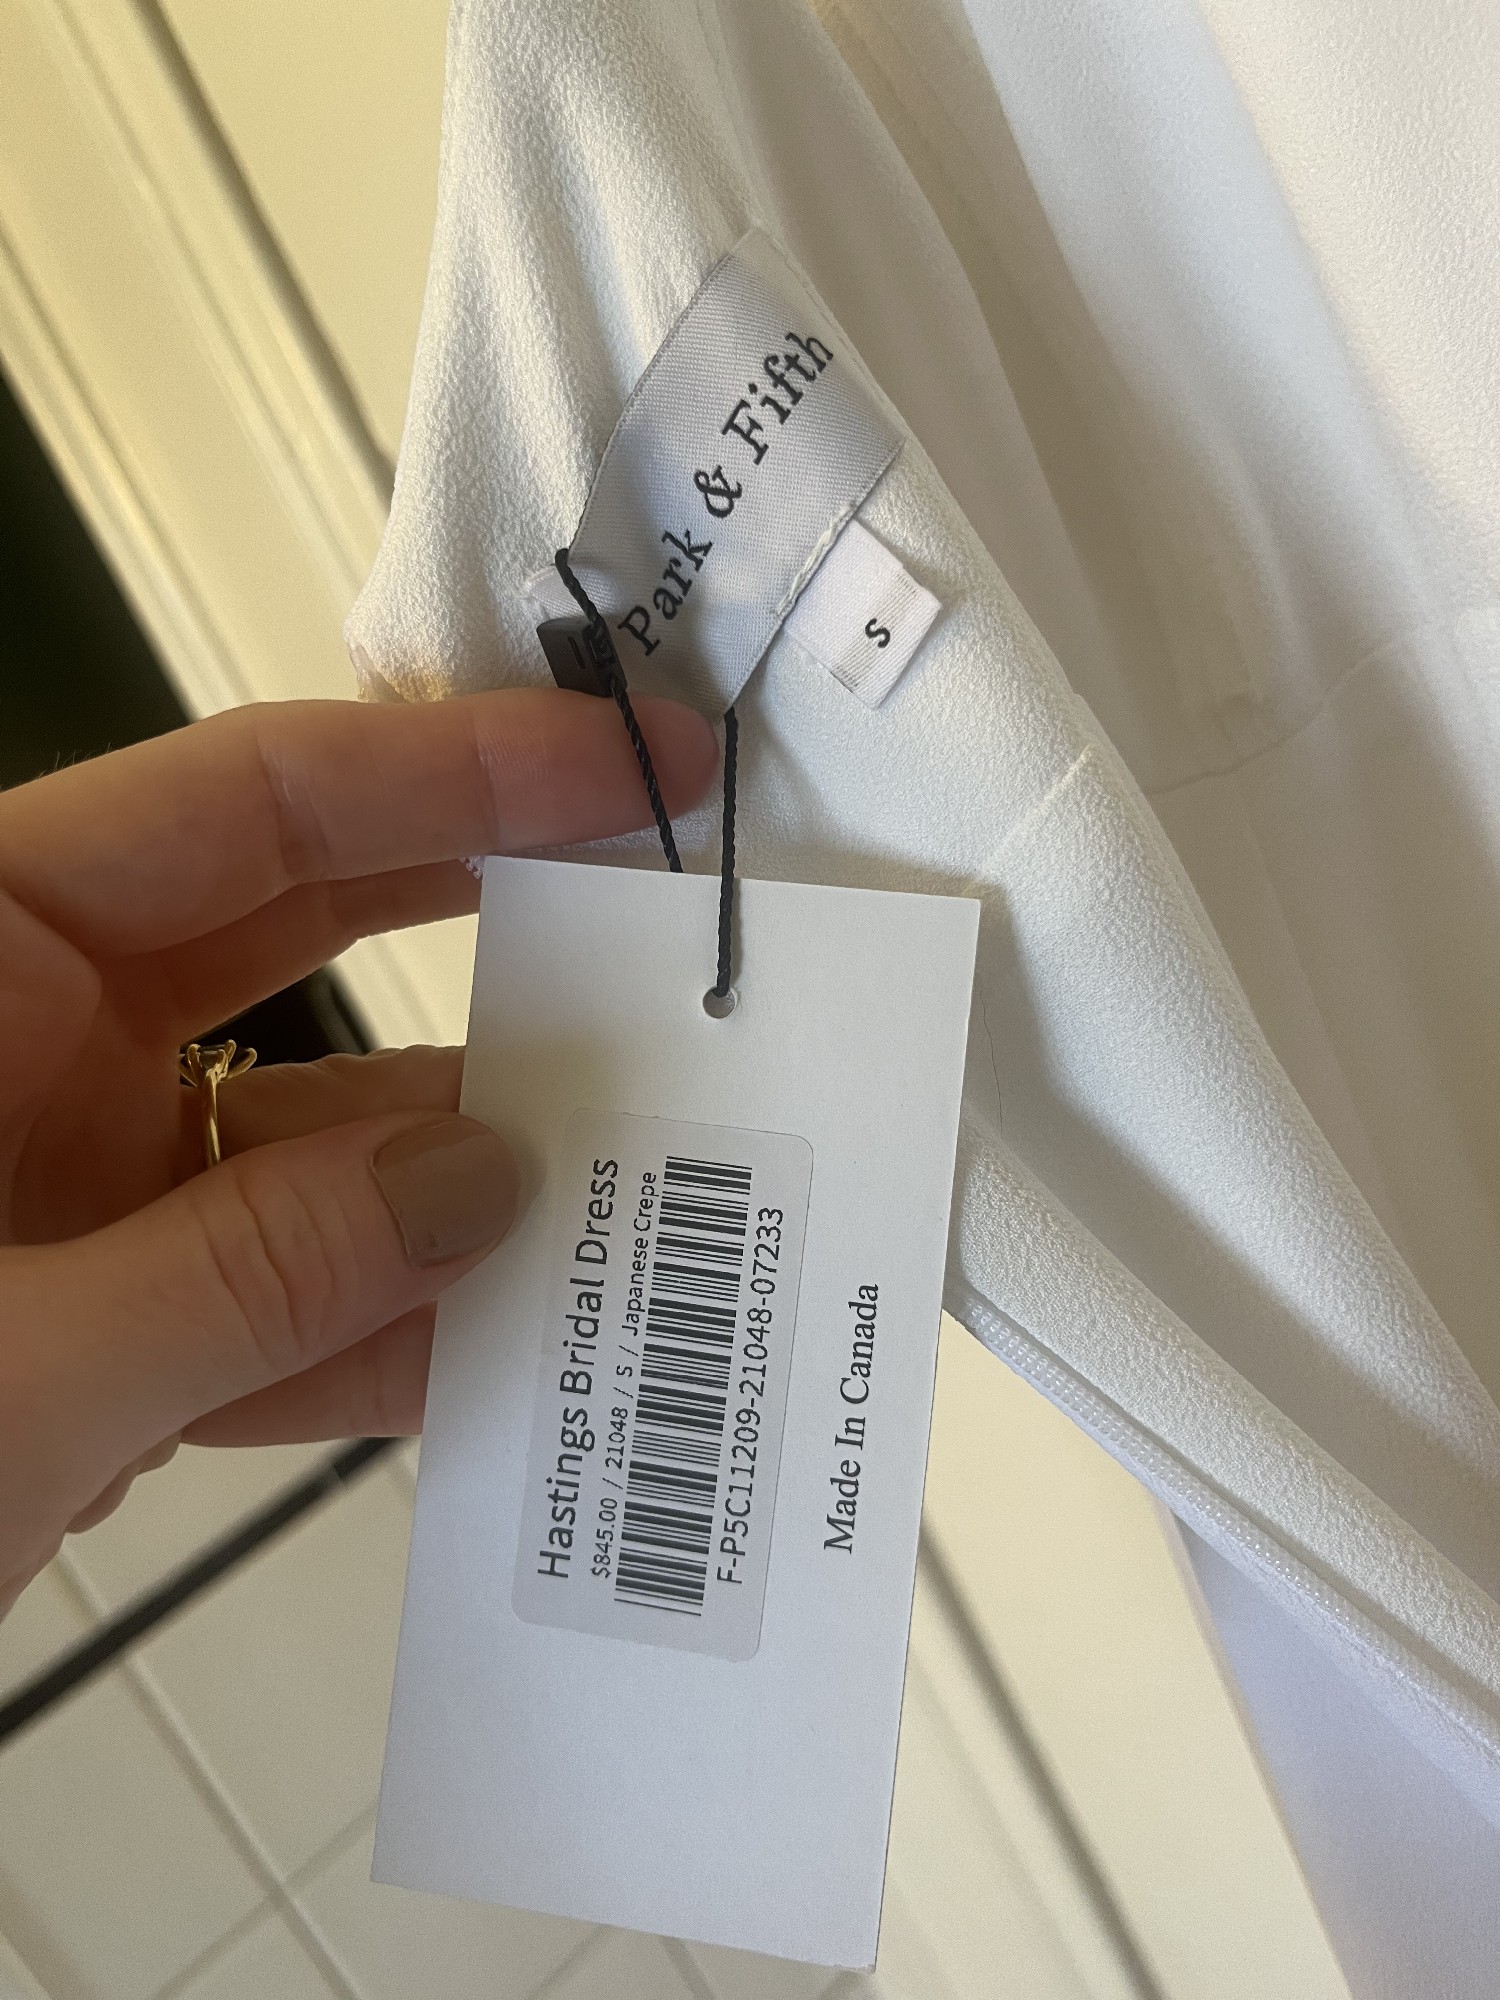 Park & Fifth
S
Hastings Bridal Dress
$845.00 / 21048 / S / Japanese Crepe
F-P5C11209-21048-07233
Made In Canada